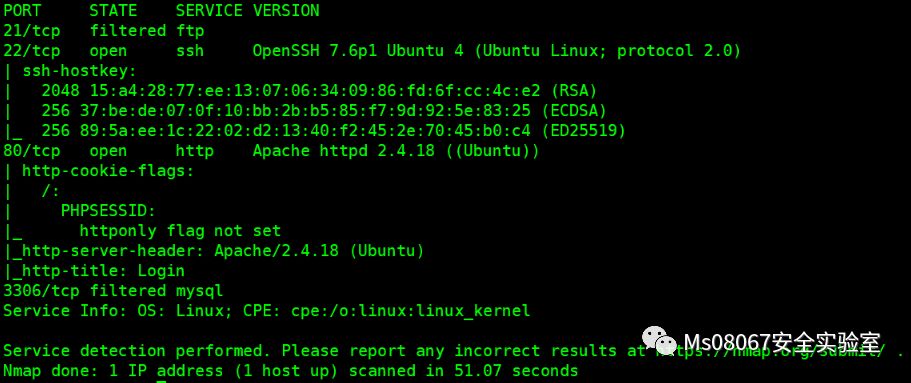 PORT     STATE    SERVICE VERSION
21/tcp   filtered ftp
22/tcp   open     ssh     OpenSSH 7.6p1 Ubuntu 4 (Ubuntu Linux; protocol 2.0)
| ssh-hostkey:
|   2048 15:a4:28:77:ee:13:07:06:34:09:86:fd:6f:cc:4c:e2 (RSA)
|   256 37:be:de:07:0f:10:bb:2b:b5:85:f7:9d:92:5e:83:25 (ECDSA)
|_  256 89:5a:ee:1c:22:02:d2:13:40:f2:45:2e:70:45:b0:c4 (ED25519)
80/tcp   open     http    Apache httpd 2.4.18 ((Ubuntu))
| http-cookie-flags:
|   /:
|     PHPSESSID:
|_      httponly flag not set
|_http-server-header: Apache/2.4.18 (Ubuntu)
|_http-title: Login
3306/tcp filtered mysql
Service Info: OS: Linux; CPE: cpe:/o:linux:linux_kernel
Ms08067安全实验室
Service detection performed. Please report any incorrect results at https://nmap.org/submit/ .
Nmap done: 1 IP address (1 host up) scanned in 51.07 seconds